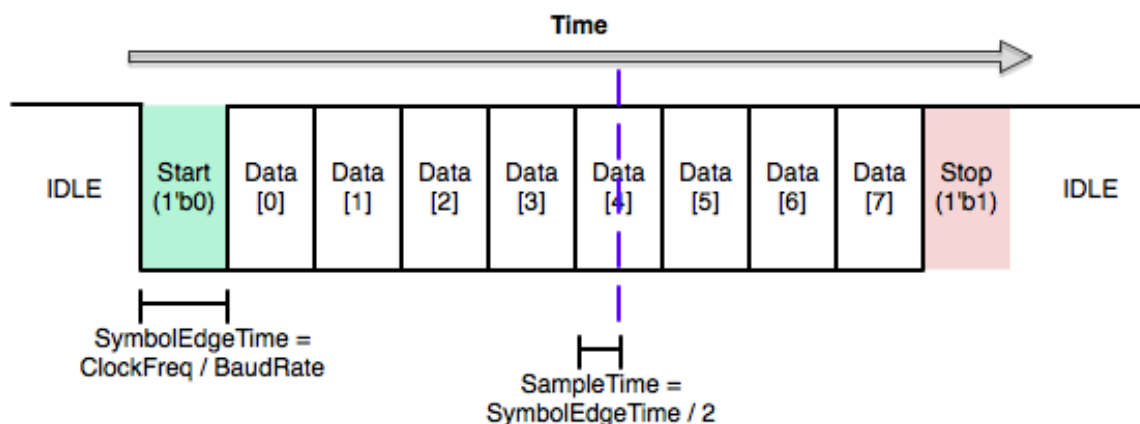 Time
IDLE
Start
(1'b0)
Data
[0]
Data
[1]
Data
[2]
Data
[3]
Data
[4]
Data
[5]
Data
[6]
Data
[7]
Stop
(1'b1)
IDLE
SymbolEdgeTime =
ClockFreq / BaudRate
SampleTime =
SymbolEdgeTime / 2